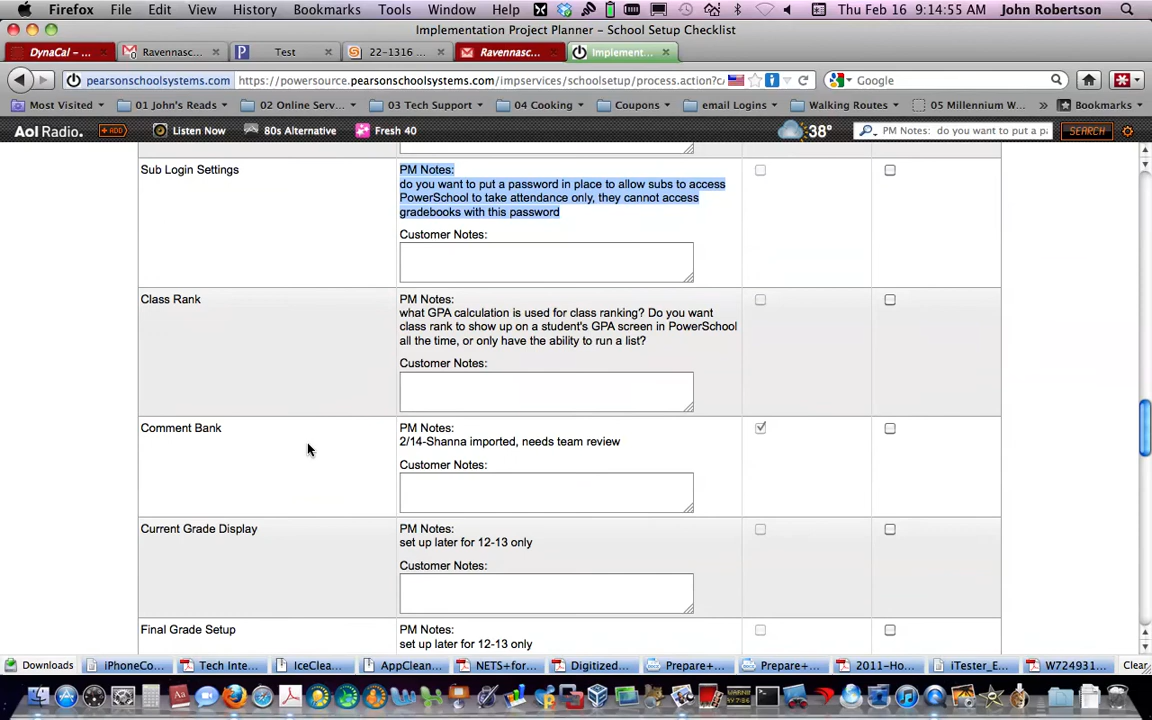 Firefox File Edit View History Bookmarks Tools Window Help Thu Feb 16 9:14:55 AM John Robertson
Implementation Project Planner – School Setup Checklist
DynaCal – ... Ravennasc... Test 22-1316 ... Ravennasc... Implement...
pearsonschoolsystems.com https://powersource.pearsonschoolsystems.com/impservices/schoolsetup/process.action?c Google
Most Visited 01 John's Reads 02 Online Serv... 03 Tech Support 04 Cooking Coupons email Logins Walking Routes 05 Millennium W... » Bookmarks
Aol Radio. +ADD Listen Now 80s Alternative Fresh 40 38° PM Notes: do you want to put a pa SEARCH
Sub Login Settings
PM Notes:
do you want to put a password in place to allow subs to access
PowerSchool to take attendance only, they cannot access
gradebooks with this password
Customer Notes:
Class Rank
PM Notes:
what GPA calculation is used for class ranking? Do you want
class rank to show up on a student's GPA screen in PowerSchool
all the time, or only have the ability to run a list?
Customer Notes:
Comment Bank
PM Notes:
2/14-Shanna imported, needs team review
Customer Notes:
Current Grade Display
PM Notes:
set up later for 12-13 only
Customer Notes:
Final Grade Setup
PM Notes:
set up later for 12-13 only
Downloads iPhoneCo... Tech Inte... IceClea... AppClean... NETS+for... Digitized... Prepare+... Prepare+... 2011-Ho... iTester_E... W724931... Clear